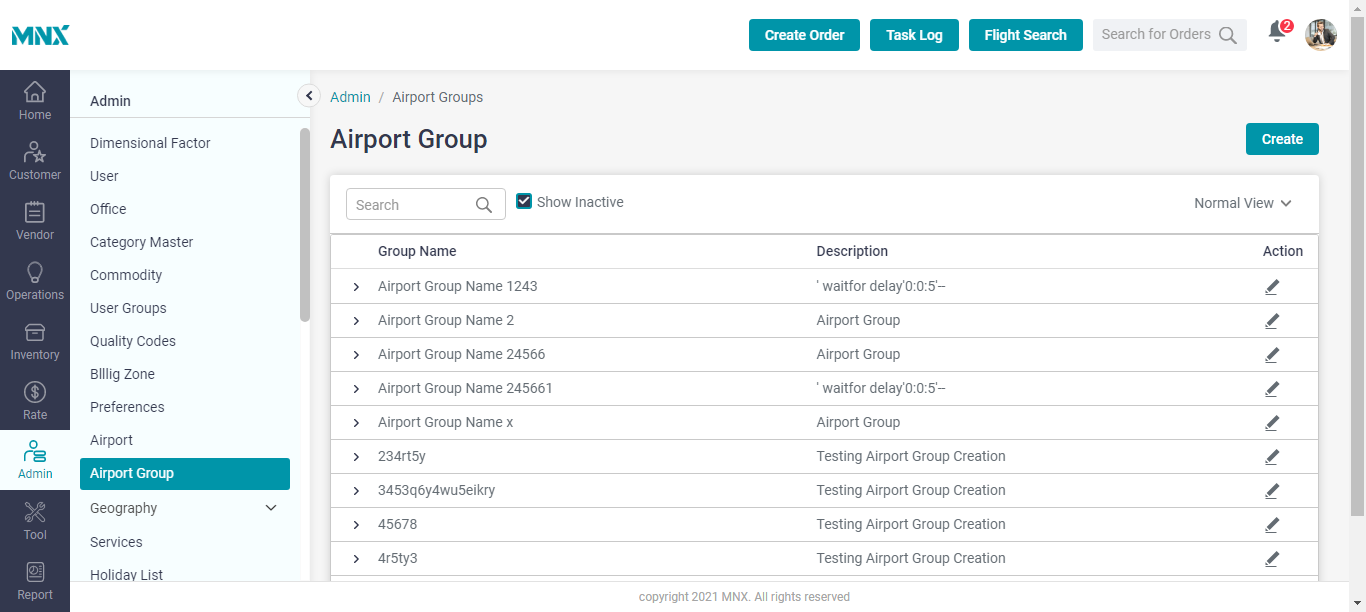 MNX
Create Order
Task Log
Flight Search
Search for Orders
2
Home
Customer
Vendor
Operations
Inventory
Rate
Admin
Tool
Report
Admin
Dimensional Factor
User
Office
Category Master
Commodity
User Groups
Quality Codes
Blllig Zone
Preferences
Airport
Airport Group
Geography
Services
Holiday List
Admin / Airport Groups
Airport Group
Create
Search
Show Inactive
Normal View
Group Name Description Action
Airport Group Name 1243 ' waitfor delay'0:0:5'--
Airport Group Name 2 Airport Group
Airport Group Name 24566 Airport Group
Airport Group Name 245661 ' waitfor delay'0:0:5'--
Airport Group Name x Airport Group
234rt5y Testing Airport Group Creation
3453q6y4wu5eikry Testing Airport Group Creation
45678 Testing Airport Group Creation
4r5ty3 Testing Airport Group Creation
copyright 2021 MNX. All rights reserved